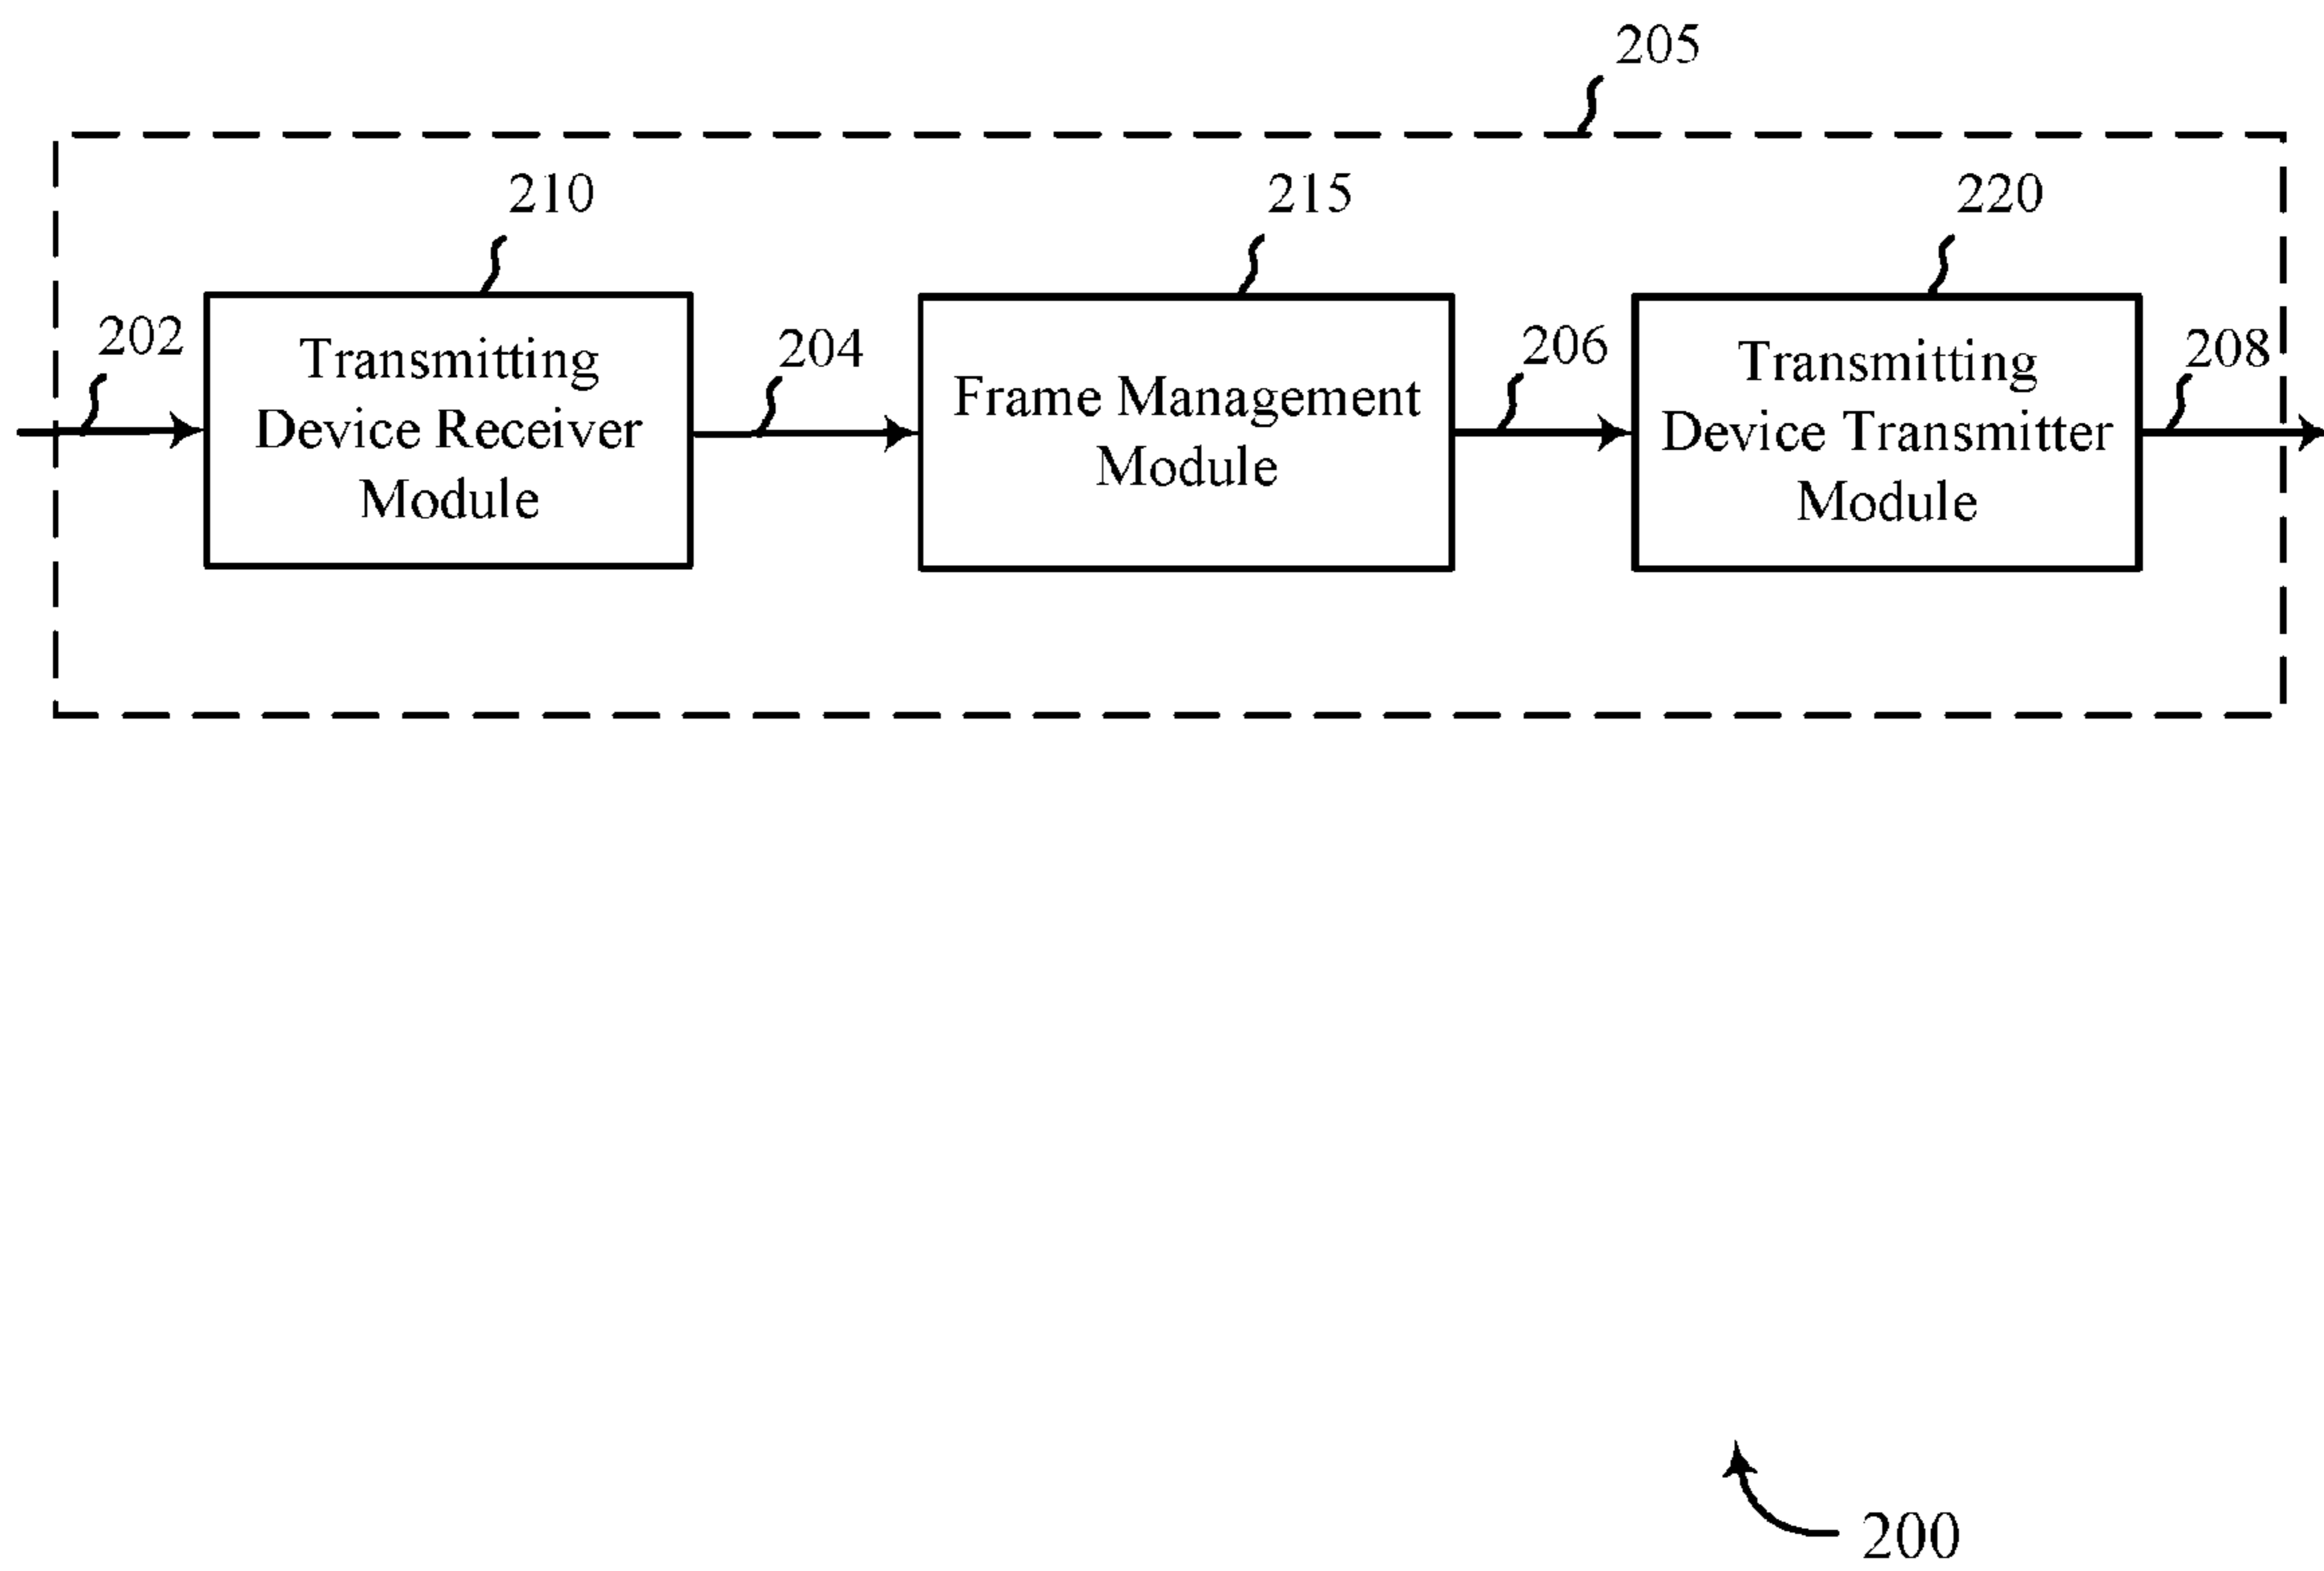 205
210
215
220
202
Transmitting
Device Receiver
Module
204
Frame Management
Module
206
Transmitting
Device Transmitter
Module
208
200